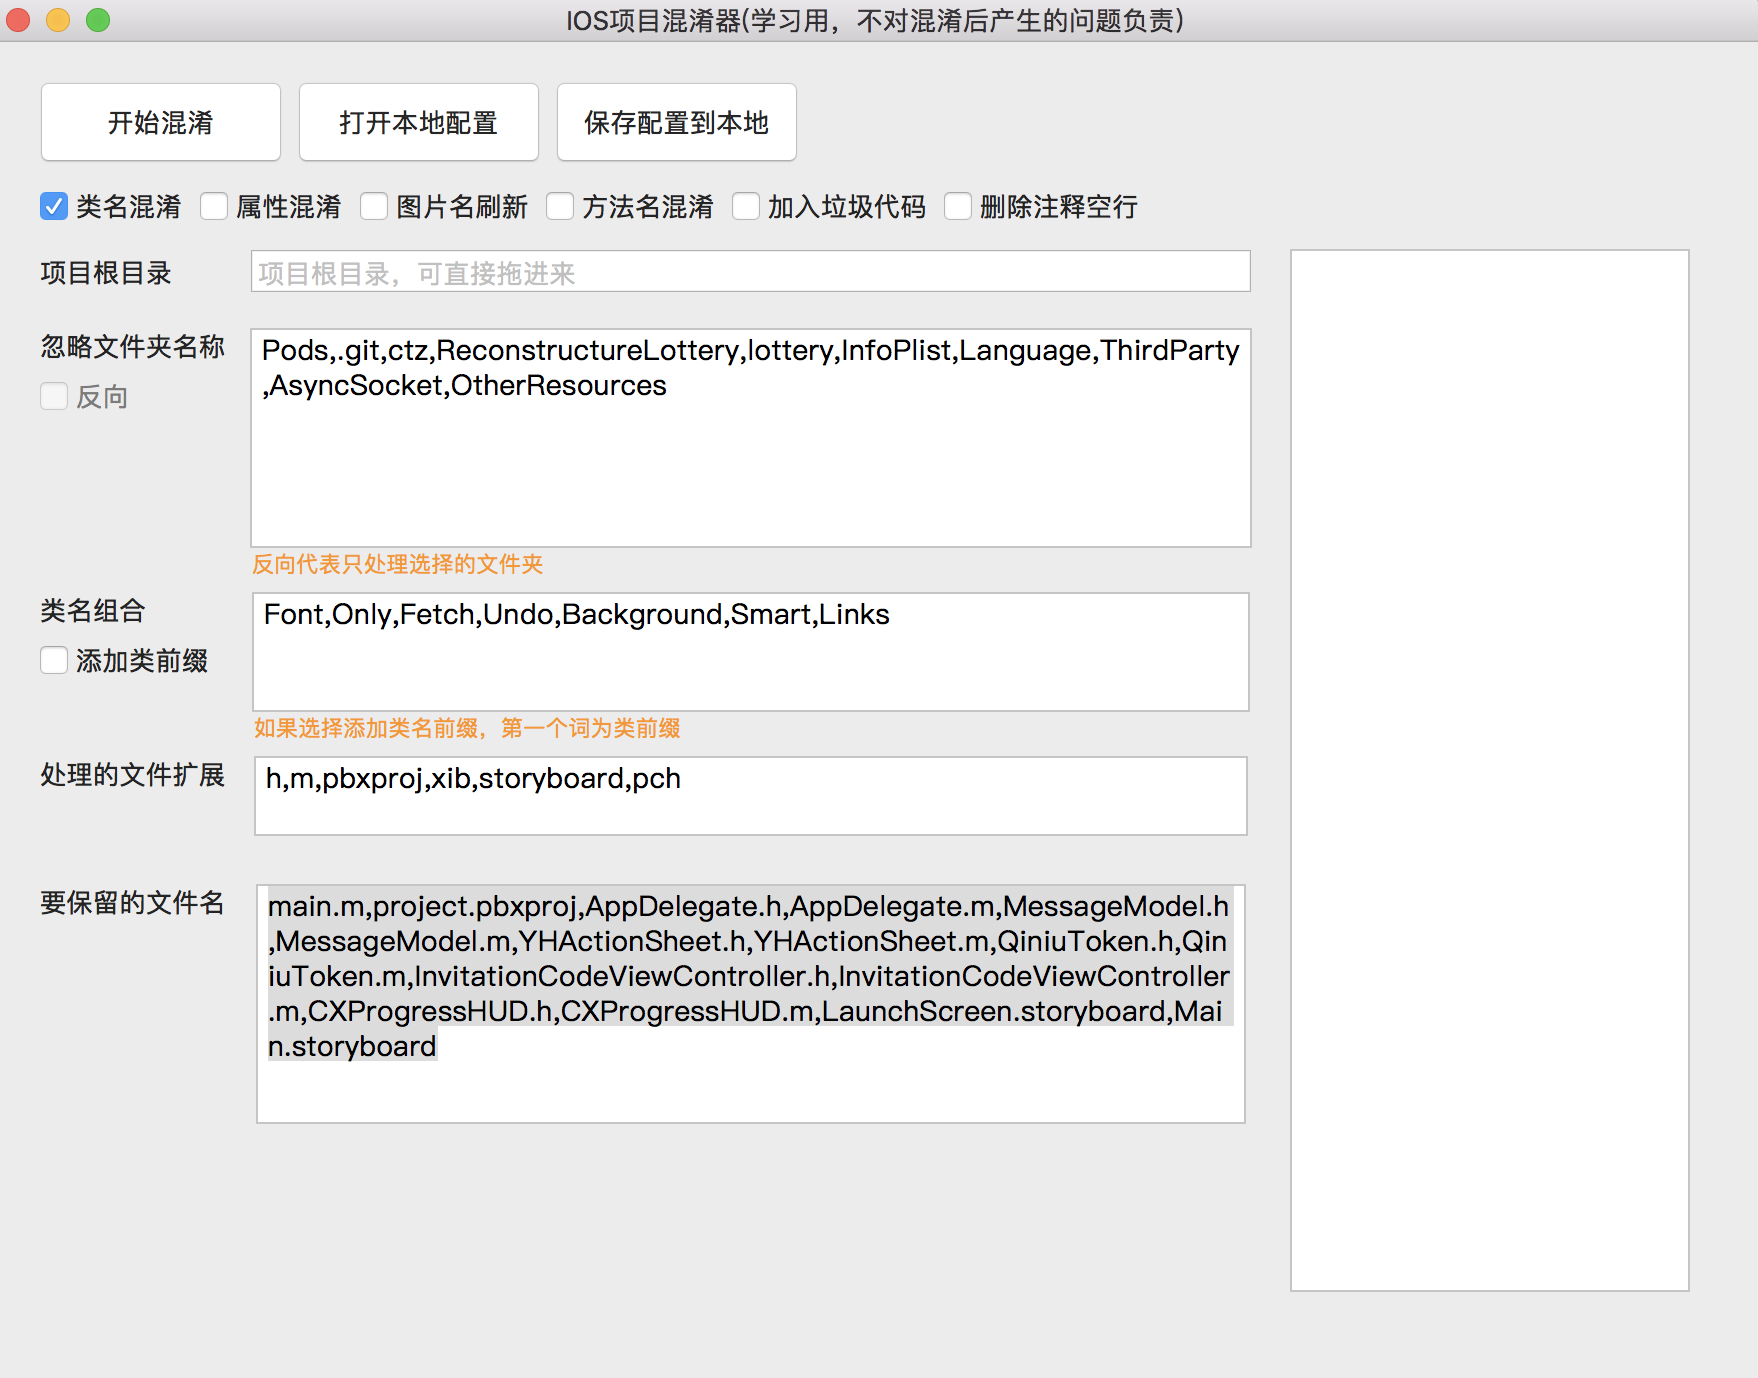 IOS项目混淆器(学习用，不对混淆后产生的问题负责)
开始混淆
打开本地配置
保存配置到本地
类名混淆
属性混淆
图片名刷新
方法名混淆
加入垃圾代码
删除注释空行
项目根目录
项目根目录，可直接拖进来
忽略文件夹名称
反向
Pods,.git,ctz,ReconstructureLottery,lottery,InfoPlist,Language,ThirdParty
,AsyncSocket,OtherResources
反向代表只处理选择的文件夹
类名组合
添加类前缀
Font,Only,Fetch,Undo,Background,Smart,Links
如果选择添加类名前缀，第一个词为类前缀
处理的文件扩展
h,m,pbxproj,xib,storyboard,pch
要保留的文件名
main.m,project.pbxproj,AppDelegate.h,AppDelegate.m,MessageModel.h
,MessageModel.m,YHActionSheet.h,YHActionSheet.m,QiniuToken.h,Qin
iuToken.m,InvitationCodeViewController.h,InvitationCodeViewController
.m,CXProgressHUD.h,CXProgressHUD.m,LaunchScreen.storyboard,Mai
n.storyboard